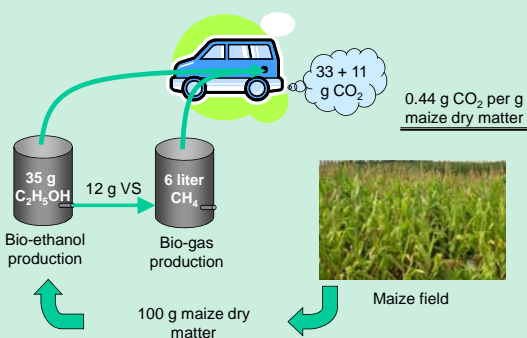 33 + 11
g CO₂
0.44 g CO₂ per g
maize dry matter
35 g
C₂H₅OH
12 g VS
6 liter
CH₄
Bio-ethanol
production
Bio-gas
production
Maize field
100 g maize dry
matter